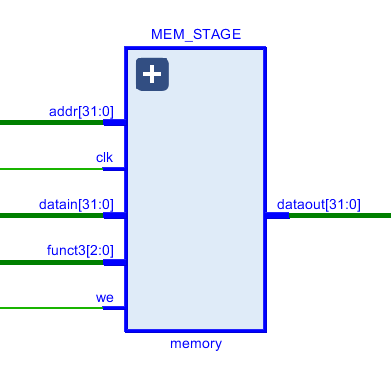 MEM_STAGE
addr[31:0]
clk
datain[31:0]
dataout[31:0]
funct3[2:0]
we
memory